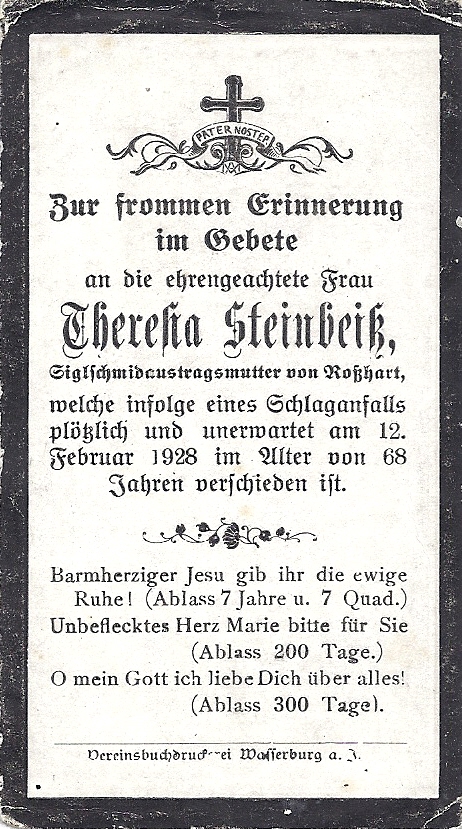 PATER NOSTER
Zur frommen Erinnerung
im Gebete
an die ehrengeachtete Frau
Theresia Steinbeiß,
Siglschmidaustragsmutter von Roßhart,
welche infolge eines Schlaganfalls
plötzlich und unerwartet am 12.
Februar 1928 im Alter von 68
Jahren verschieden ist.
Barmherziger Jesu gib ihr die ewige
Ruhe! (Ablass 7 Jahre u. 7 Quad.)
Unbeflecktes Herz Marie bitte für Sie
(Ablass 200 Tage.)
O mein Gott ich liebe Dich über alles!
(Ablass 300 Tage).
Vereinsbuchdruckerei Wasserburg a. J.